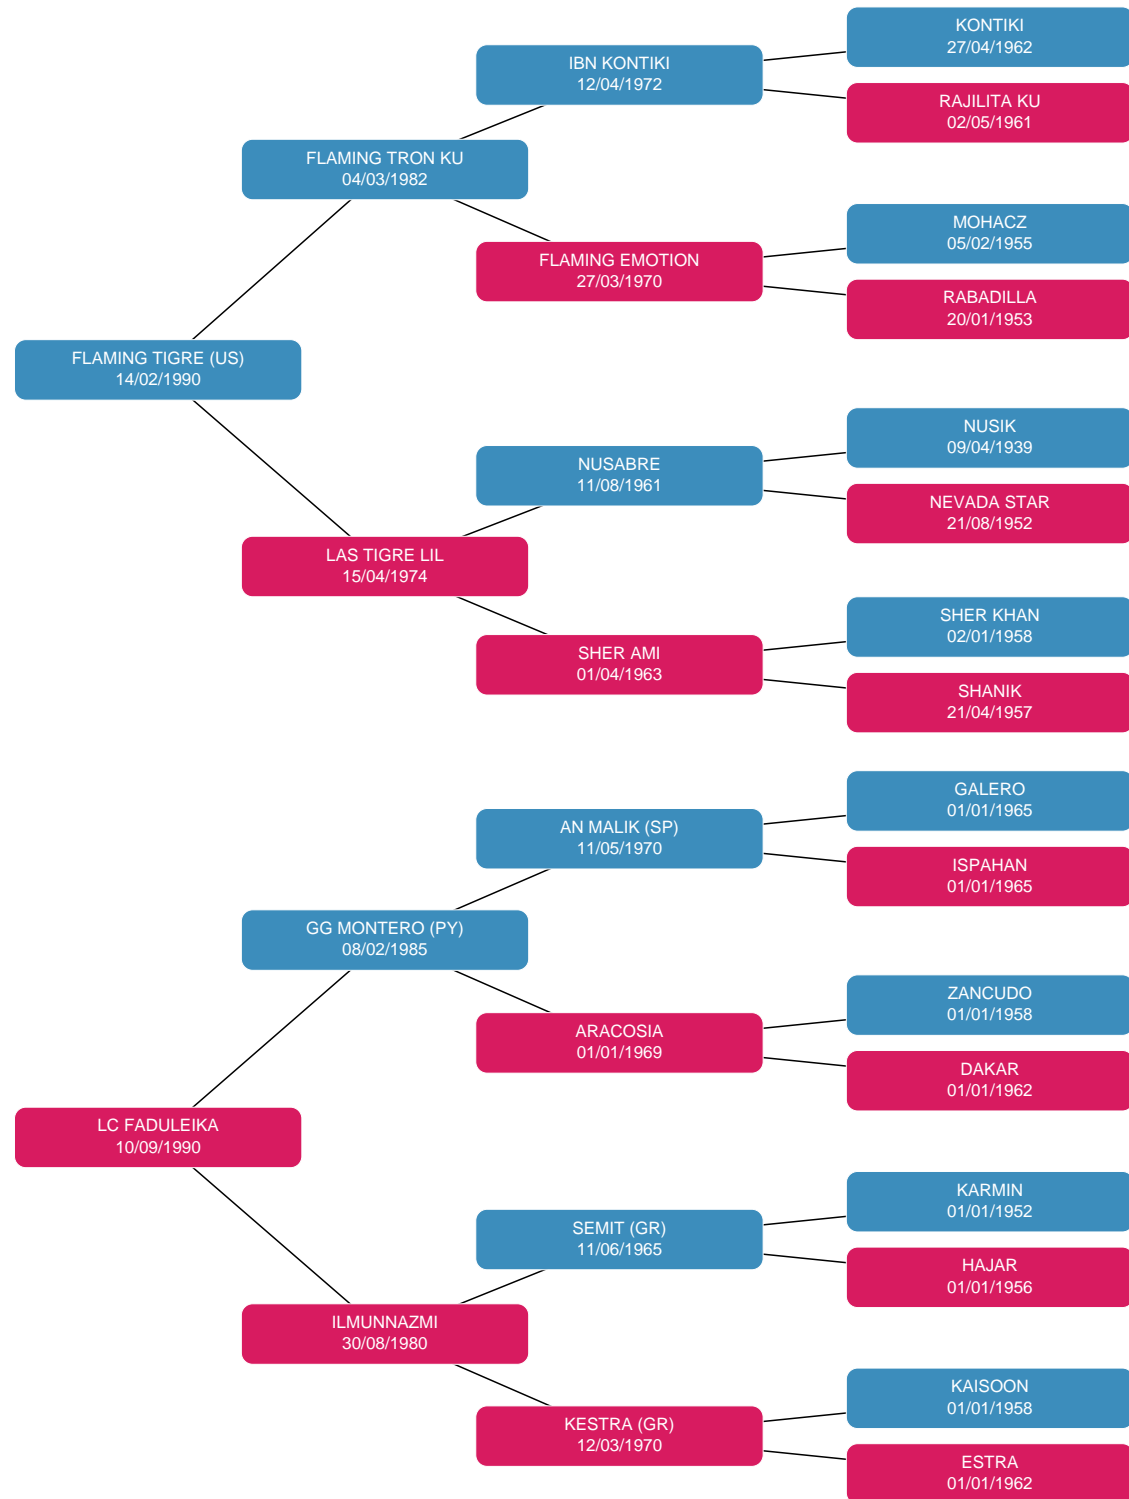 KONTIKI
27/04/1962
IBN KONTIKI
12/04/1972
RAJILITA KU
02/05/1961
FLAMING TRON KU
04/03/1982
MOHACZ
05/02/1955
FLAMING EMOTION
27/03/1970
RABADILLA
20/01/1953
FLAMING TIGRE (US)
14/02/1990
NUSIK
09/04/1939
NUSABRE
11/08/1961
NEVADA STAR
21/08/1952
LAS TIGRE LIL
15/04/1974
SHER KHAN
02/01/1958
SHER AMI
01/04/1963
SHANIK
21/04/1957
GALERO
01/01/1965
AN MALIK (SP)
11/05/1970
ISPAHAN
01/01/1965
GG MONTERO (PY)
08/02/1985
ZANCUDO
01/01/1958
ARACOSIA
01/01/1969
DAKAR
01/01/1962
LC FADULEIKA
10/09/1990
KARMIN
01/01/1952
SEMIT (GR)
11/06/1965
HAJAR
01/01/1956
ILMUNNAZMI
30/08/1980
KAISOON
01/01/1958
KESTRA (GR)
12/03/1970
ESTRA
01/01/1962